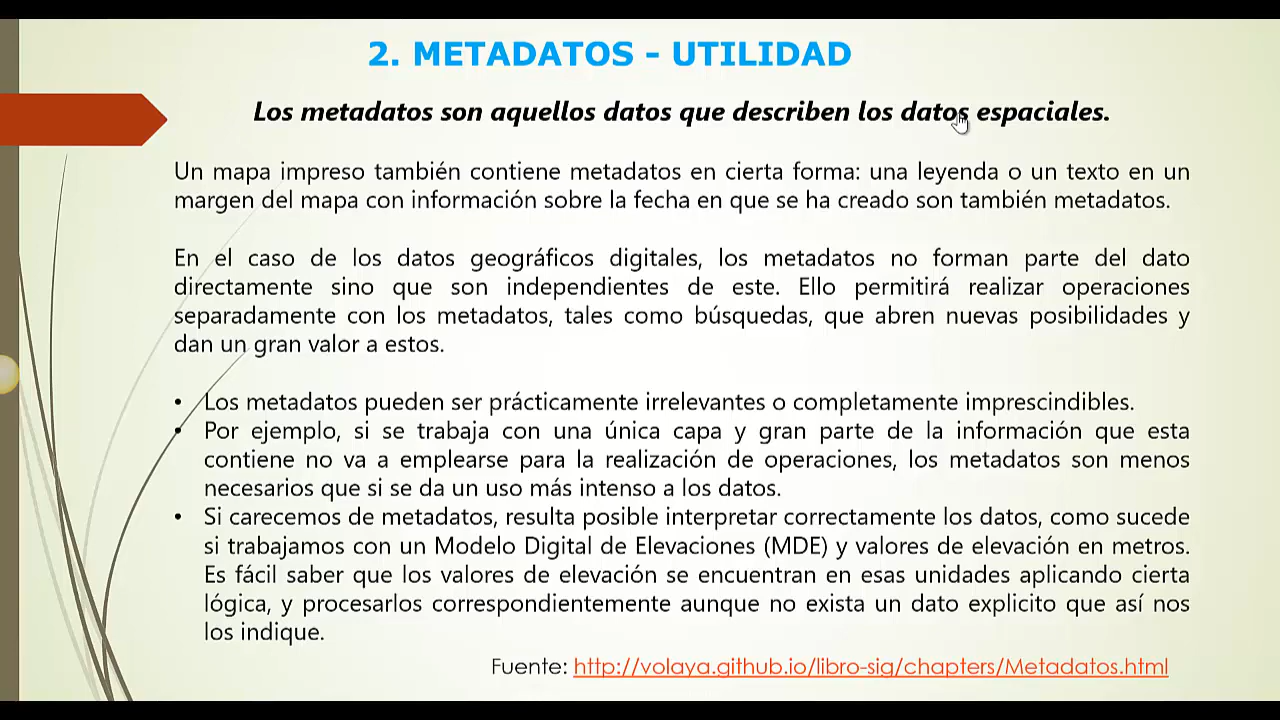 2. METADATOS - UTILIDAD
Los metadatos son aquellos datos que describen los datos espaciales.
Un mapa impreso también contiene metadatos en cierta forma: una leyenda o un texto en un
margen del mapa con información sobre la fecha en que se ha creado son también metadatos.
En el caso de los datos geográficos digitales, los metadatos no forman parte del dato
directamente sino que son independientes de este. Ello permitirá realizar operaciones
separadamente con los metadatos, tales como búsquedas, que abren nuevas posibilidades y
dan un gran valor a estos.
• Los metadatos pueden ser prácticamente irrelevantes o completamente imprescindibles.
• Por ejemplo, si se trabaja con una única capa y gran parte de la información que esta
contiene no va a emplearse para la realización de operaciones, los metadatos son menos
necesarios que si se da un uso más intenso a los datos.
• Si carecemos de metadatos, resulta posible interpretar correctamente los datos, como sucede
si trabajamos con un Modelo Digital de Elevaciones (MDE) y valores de elevación en metros.
Es fácil saber que los valores de elevación se encuentran en esas unidades aplicando cierta
lógica, y procesarlos correspondientemente aunque no exista un dato explicito que así nos
los indique.
Fuente: http://volaya.github.io/libro-sig/chapters/Metadatos.html